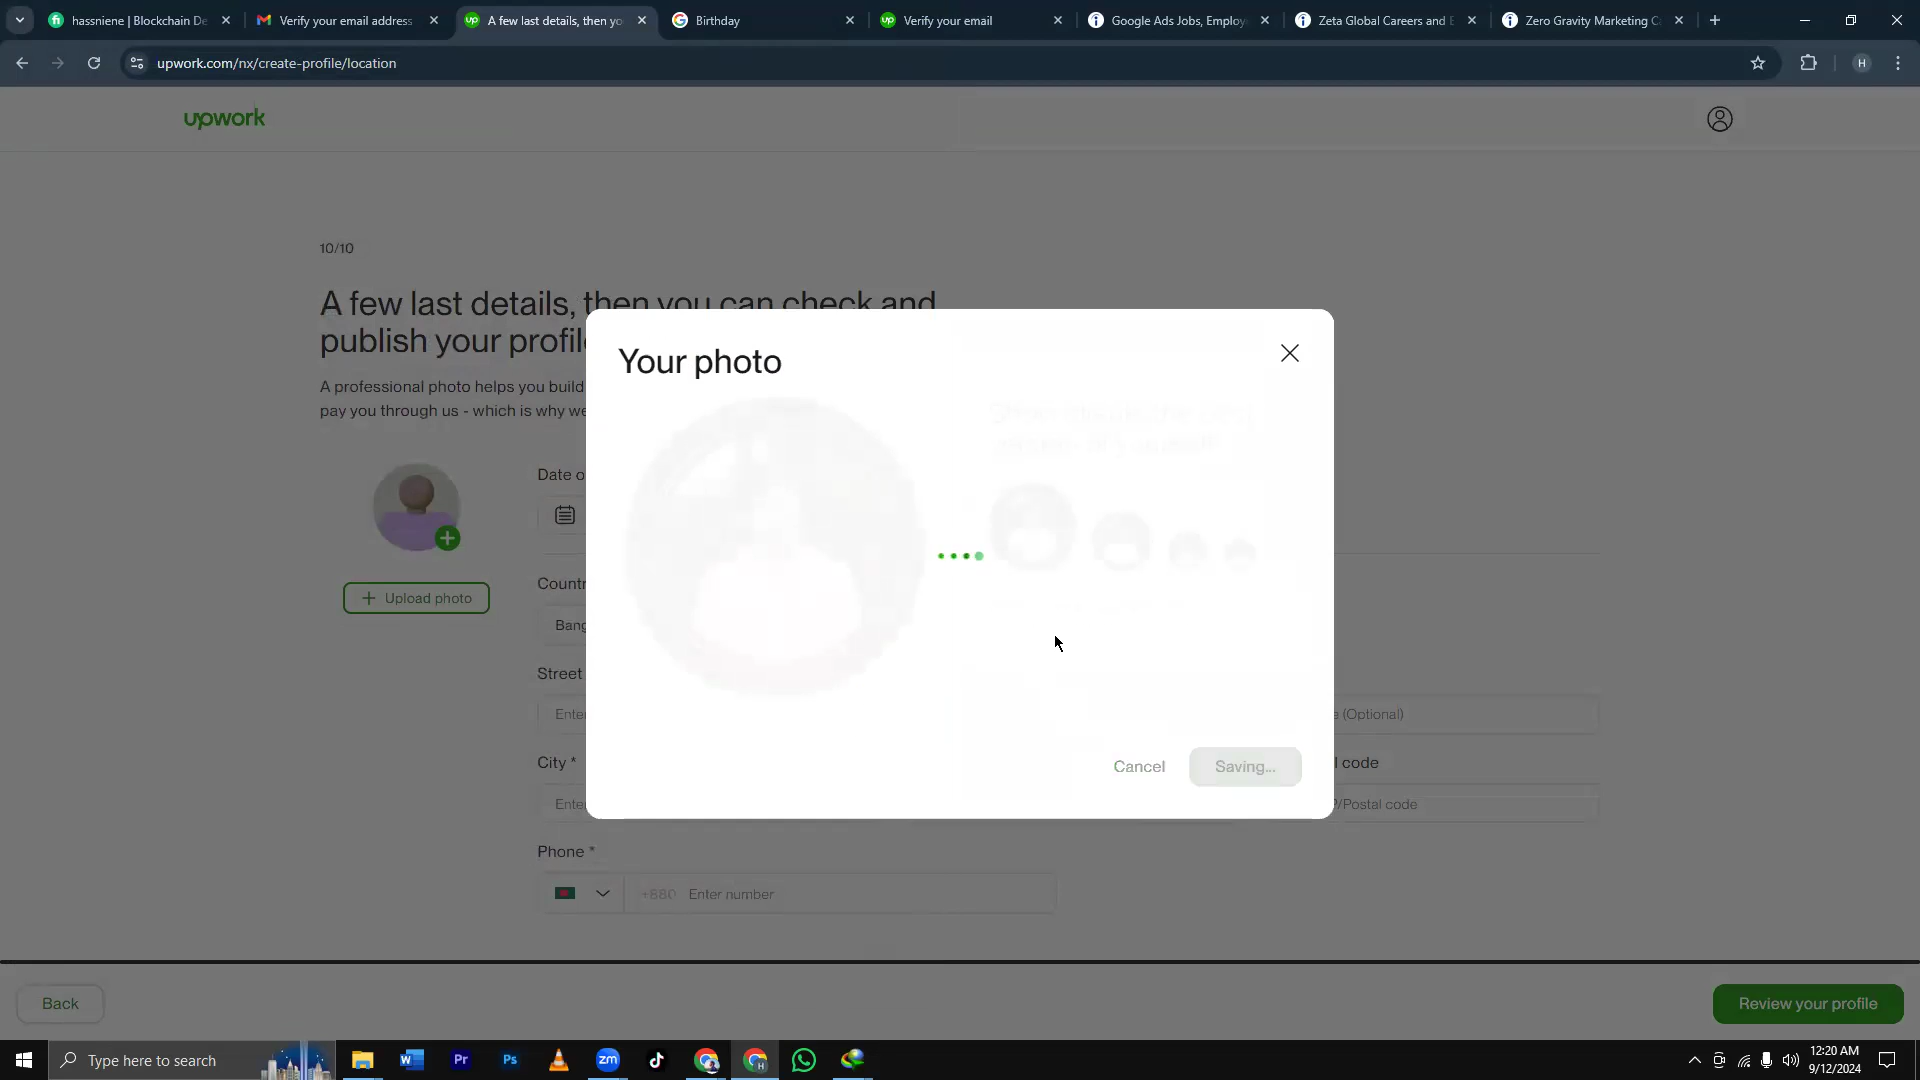 hassniene | Blockchain De
Verify your email address
A few last details, then yo
Birthday
Verify your email
Google Ads Jobs, Employ
Zeta Global Careers and E
Zero Gravity Marketing C
upwork.com/nx/create-profile/location
H
upwork
10/10
A few last details, then you can check and
publish your profil
A professional photo helps you build
pay you through us - which is why we
Your photo
Date o
Upload photo
Countr
Bang
Street
Ente
e (Optional)
City *
l code
Ente
P/Postal code
Cancel
Saving...
Phone *
+880
Enter number
Back
Review your profile
Type here to search
12:20 AM
9/12/2024